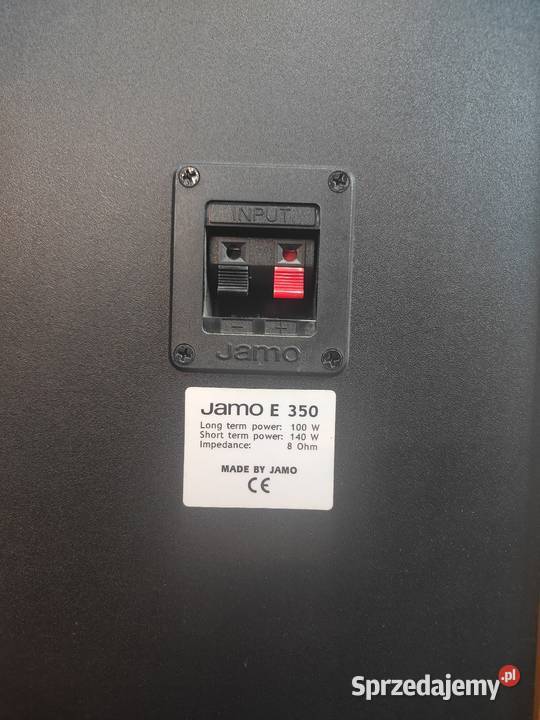 INPUT
- +
Jamo
Jamo E 350
Long term power: 100 W
Short term power: 140 W
Impedance: 8 Ohm
MADE BY JAMO
CE
Sprzedajemy.pl